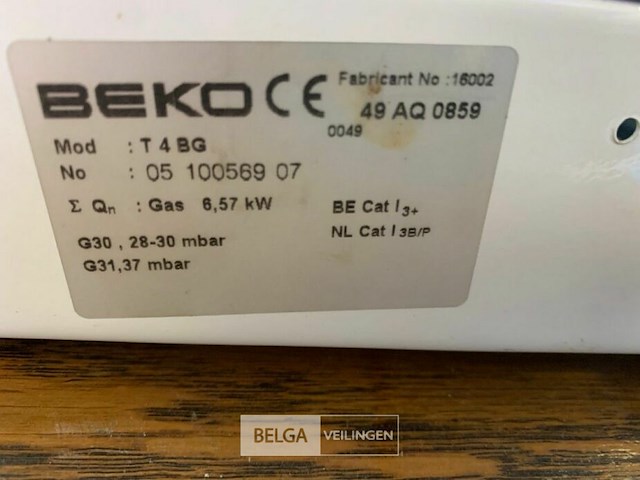 BEKO CE Fabricant No :16002
49 AQ 0859
0049
Mod : T 4 BG
No : 05 100569 07
Σ Qn : Gas 6,57 kW
BE Cat I3+
G30 , 28-30 mbar
NL Cat I3B/P
G31,37 mbar
BELGA VEILINGEN